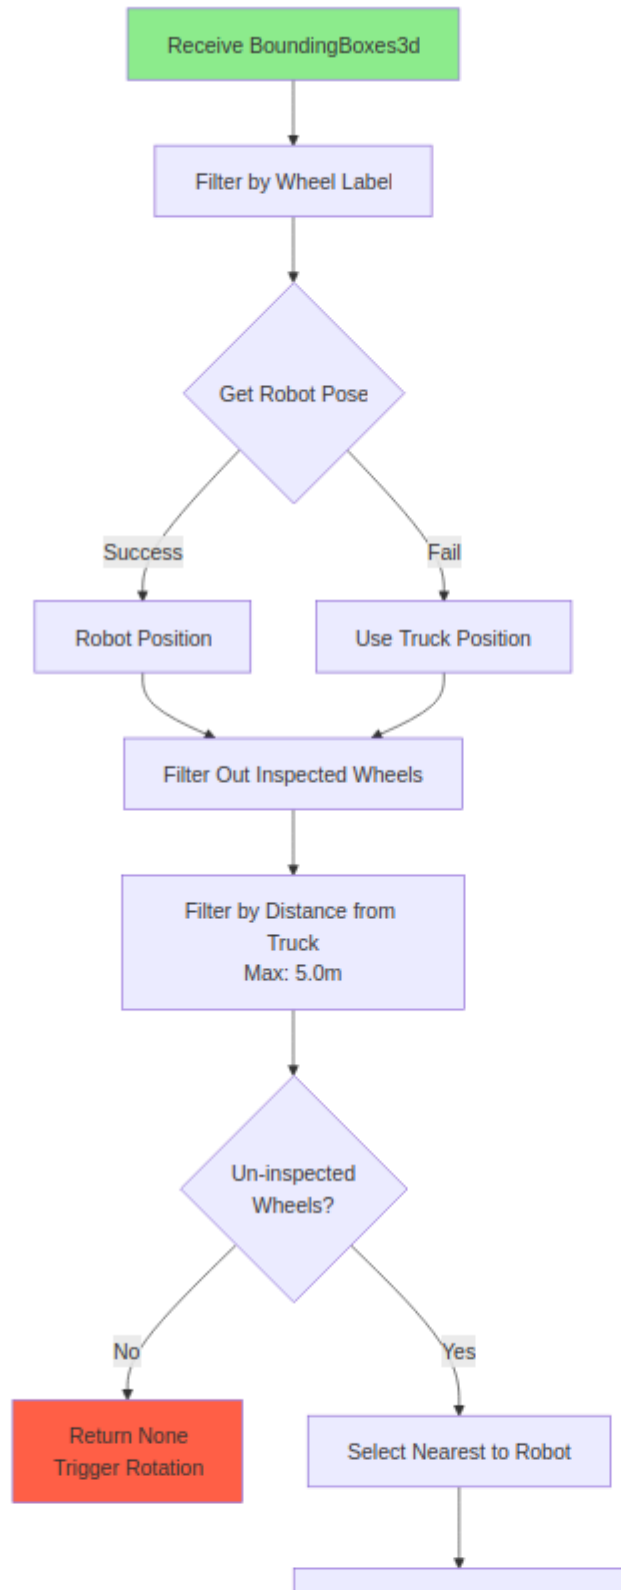 Receive BoundingBoxes3d
Filter by Wheel Label
Get Robot Pose
Success
Fail
Robot Position
Use Truck Position
Filter Out Inspected Wheels
Filter by Distance from
Truck
Max: 5.0m
Un-inspected
Wheels?
No
Yes
Return None
Trigger Rotation
Select Nearest to Robot